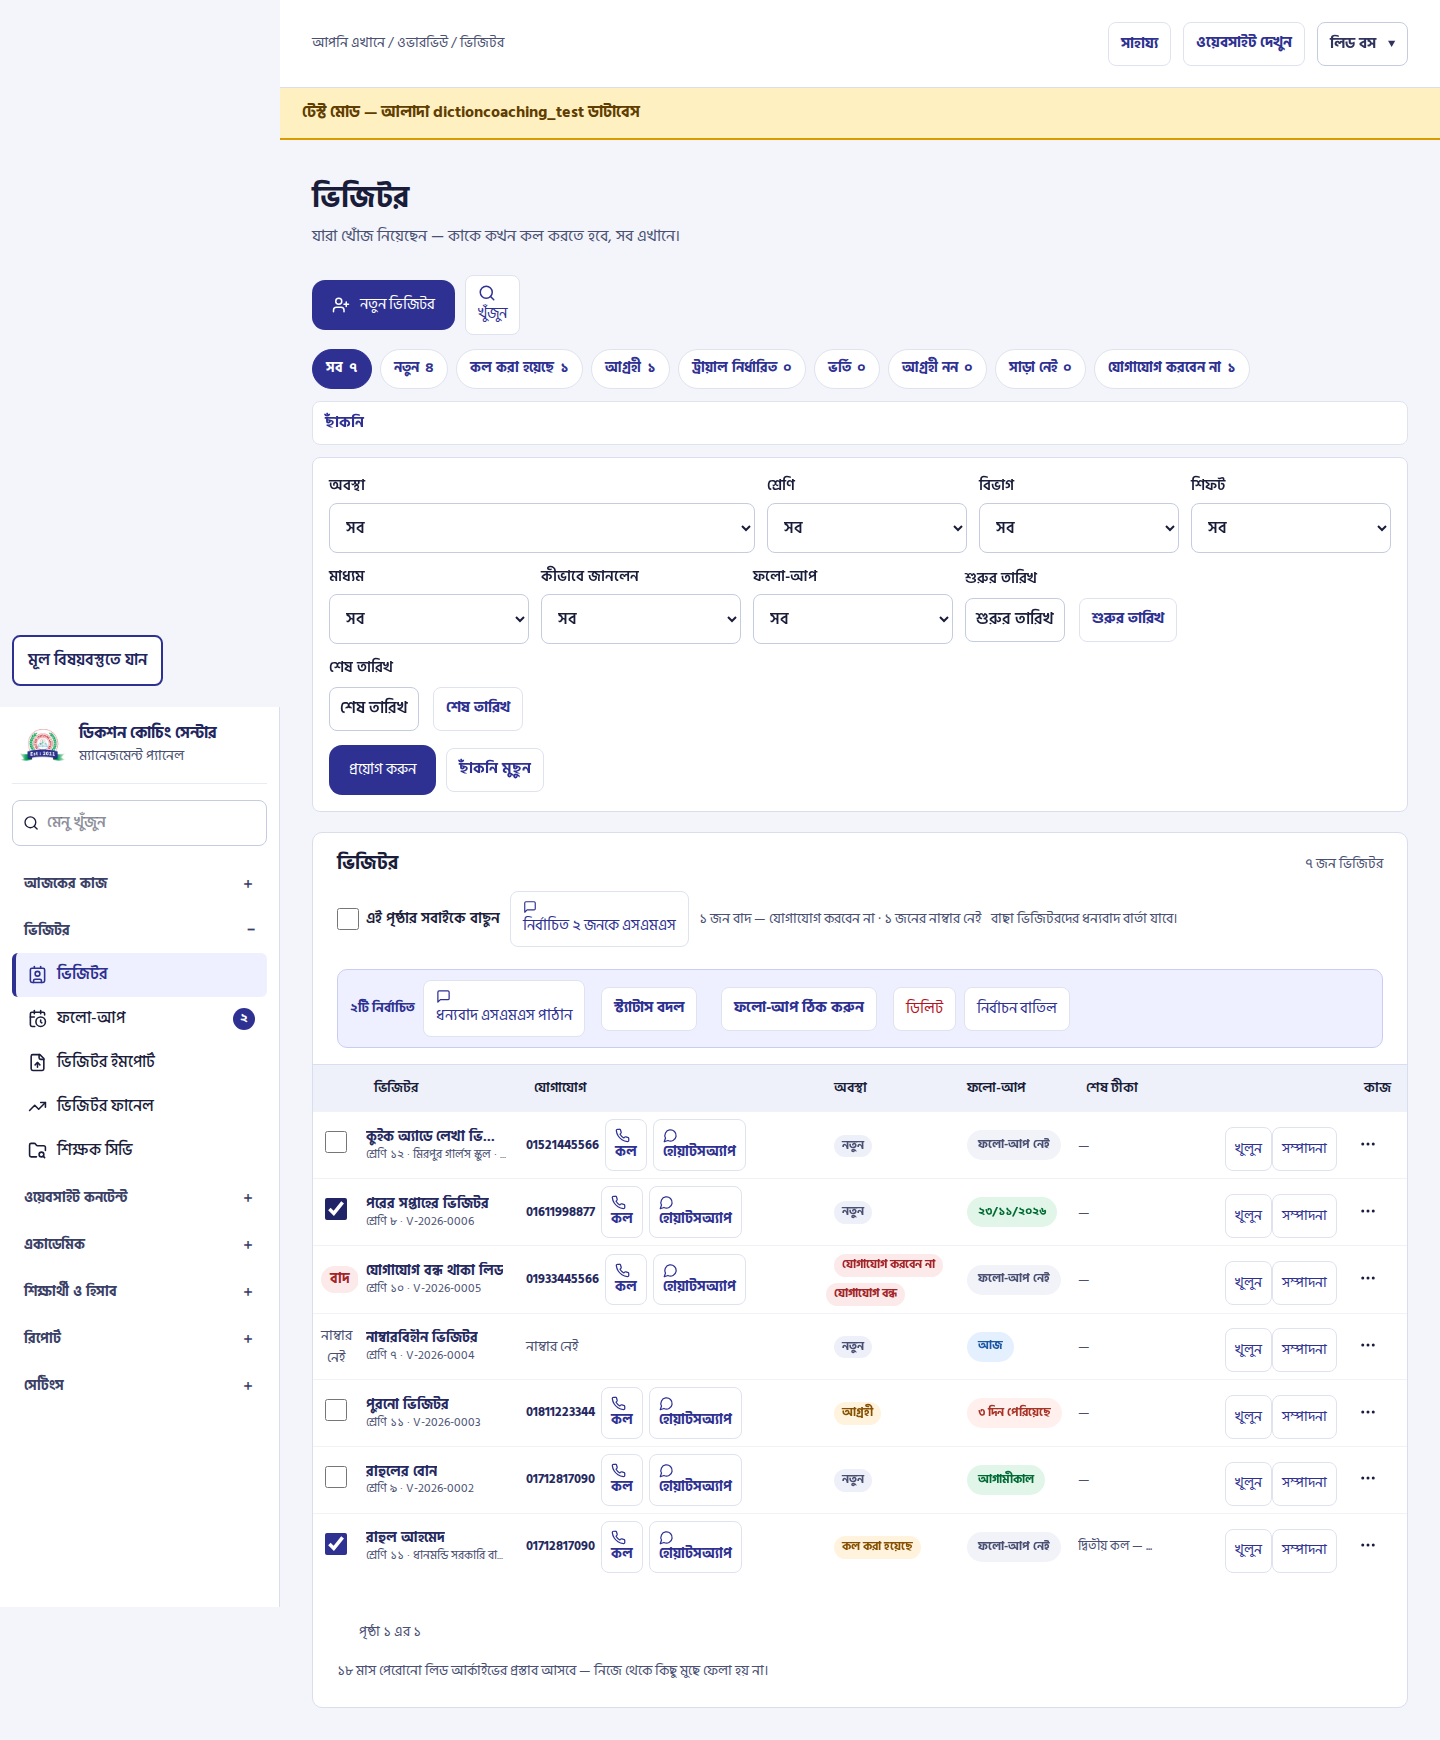 আপনি এখানে / ওভারভিউ / ভিজিটর
সাহায্য
ওয়েবসাইট দেখুন
লিড বস
টেস্ট মোড — আলাদা dictioncoaching_test ডাটাবেস
ভিজিটর
যারা খোঁজ নিয়েছেন — কাকে কখন কল করতে হবে, সব এখানে।
নতুন ভিজিটর
খুঁজুন
সব ৭
নতুন ৪
কল করা হয়েছে ১
আগ্রহী ১
ট্রায়াল নির্ধারিত ০
ভর্তি ০
আগ্রহী নন ০
সাড়া নেই ০
যোগাযোগ করবেন না ১
ছাঁকনি
অবস্থা শ্রেণি বিভাগ শিফট
সব সব সব সব
মাধ্যম কীভাবে জানলেন ফলো-আপ শুরুর তারিখ
সব সব সব শুরুর তারিখ শুরুর তারিখ
শেষ তারিখ
শেষ তারিখ শেষ তারিখ
প্রয়োগ করুন ছাঁকনি মুছুন
মূল বিষয়বস্তুতে যান
ডিকশন কোচিং সেন্টার
ম্যানেজমেন্ট প্যানেল
Est : 2011
মেনু খুঁজুন
আজকের কাজ +
ভিজিটর −
ভিজিটর
ফলো-আপ ২
ভিজিটর ইমপোর্ট
ভিজিটর ফানেল
শিক্ষক সিভি
ওয়েবসাইট কনটেন্ট +
একাডেমিক +
শিক্ষার্থী ও হিসাব +
রিপোর্ট +
সেটিংস +
ভিজিটর ৭ জন ভিজিটর
এই পৃষ্ঠার সবাইকে বাছুন
নির্বাচিত ২ জনকে এসএমএস
১ জন বাদ — যোগাযোগ করবেন না · ১ জনের নাম্বার নেই বাছা ভিজিটরদের ধন্যবাদ বার্তা যাবে।
২টি নির্বাচিত
ধন্যবাদ এসএমএস পাঠান
স্ট্যাটাস বদল
ফলো-আপ ঠিক করুন
ডিলিট
নির্বাচন বাতিল
ভিজিটর যোগাযোগ অবস্থা ফলো-আপ শেষ টীকা কাজ
কুইক অ্যাডে লেখা ভি...
শ্রেণি ১২ · মিরপুর গার্লস স্কুল · ...
01521445566 কল হোয়াটসঅ্যাপ নতুন ফলো-আপ নেই — খুলুন সম্পাদনা ...
পরের সপ্তাহের ভিজিটর
শ্রেণি ৮ · V-2026-0006
01611998877 কল হোয়াটসঅ্যাপ নতুন ২৩/১১/২০২৬ — খুলুন সম্পাদনা ...
বাদ যোগাযোগ বন্ধ থাকা লিড
শ্রেণি ১০ · V-2026-0005
01933445566 কল হোয়াটসঅ্যাপ যোগাযোগ করবেন না
যোগাযোগ বন্ধ
ফলো-আপ নেই — খুলুন সম্পাদনা ...
নাম্বার নেই
নাম্বারবিহীন ভিজিটর
শ্রেণি ৭ · V-2026-0004
নাম্বার নেই নতুন আজ — খুলুন সম্পাদনা ...
পুরনো ভিজিটর
শ্রেণি ১১ · V-2026-0003
01811223344 কল হোয়াটসঅ্যাপ আগ্রহী ৩ দিন পেরিয়েছে — খুলুন সম্পাদনা ...
রাহুলের বোন
শ্রেণি ৯ · V-2026-0002
01712817090 কল হোয়াটসঅ্যাপ নতুন আগামীকাল — খুলুন সম্পাদনা ...
রাহুল আহমেদ
শ্রেণি ১১ · ধানমন্ডি সরকারি বা...
01712817090 কল হোয়াটসঅ্যাপ কল করা হয়েছে ফলো-আপ নেই দ্বিতীয় কল — ... খুলুন সম্পাদনা ...
পৃষ্ঠা ১ এর ১
১৮ মাস পেরোনো লিড আর্কাইভের প্রস্তাব আসবে — নিজে থেকে কিছু মুছে ফেলা হয় না।